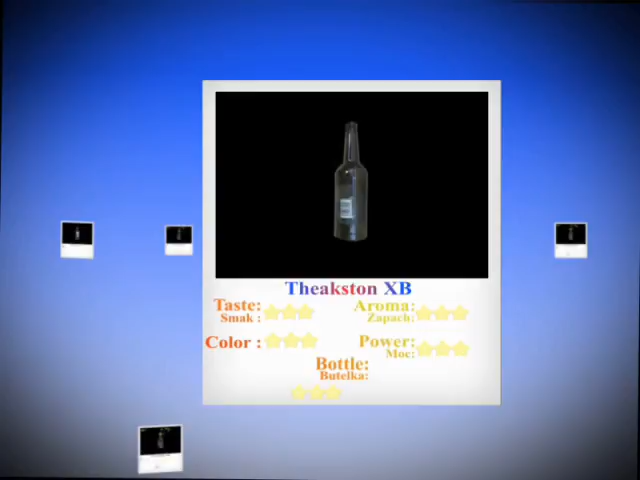 Theakston XB
Taste:
Smak :
Aroma:
Zapach:
Color :
Power:
Moc:
Bottle:
Butelka: